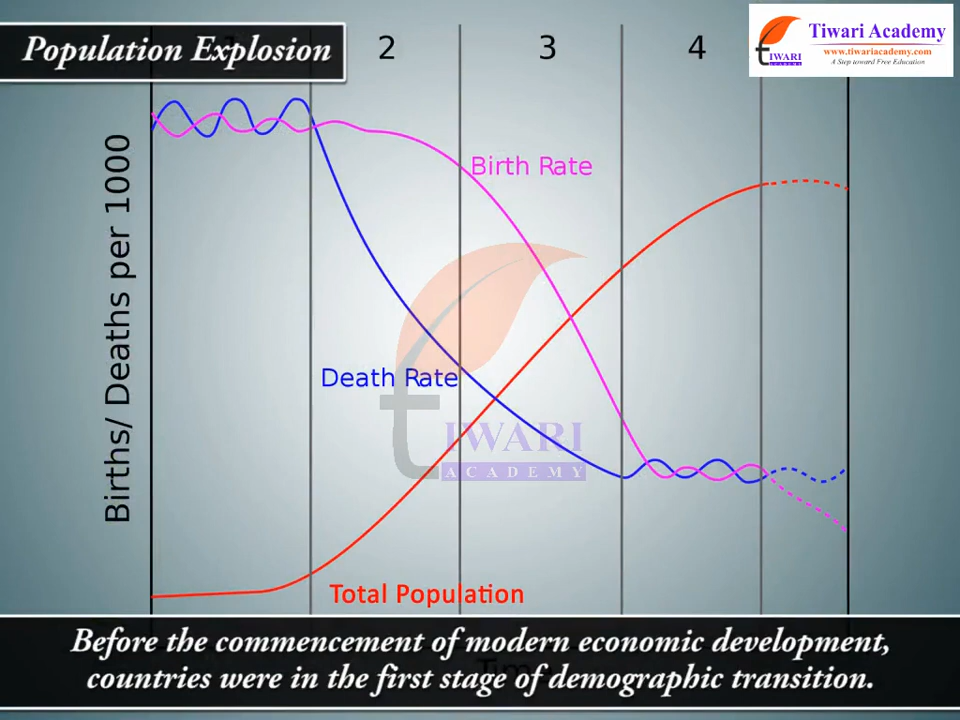 Population Explosion
2
3
4
Tiwari Academy
www.tiwariacademy.com
A Step toward Free Education
TIWARI
ACADEMY
Births/ Deaths per 1000
Birth Rate
Death Rate
TIWARI
ACADEMY
Total Population
Before the commencement of modern economic development,
countries were in the first stage of demographic transition.